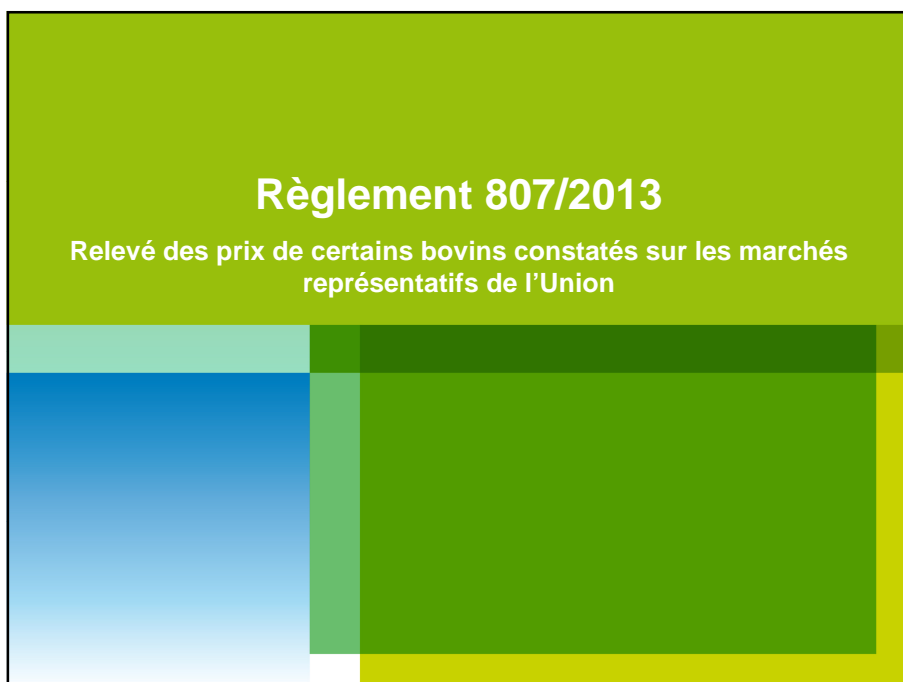 Règlement 807/2013
Relevé des prix de certains bovins constatés sur les marchés
représentatifs de l’Union